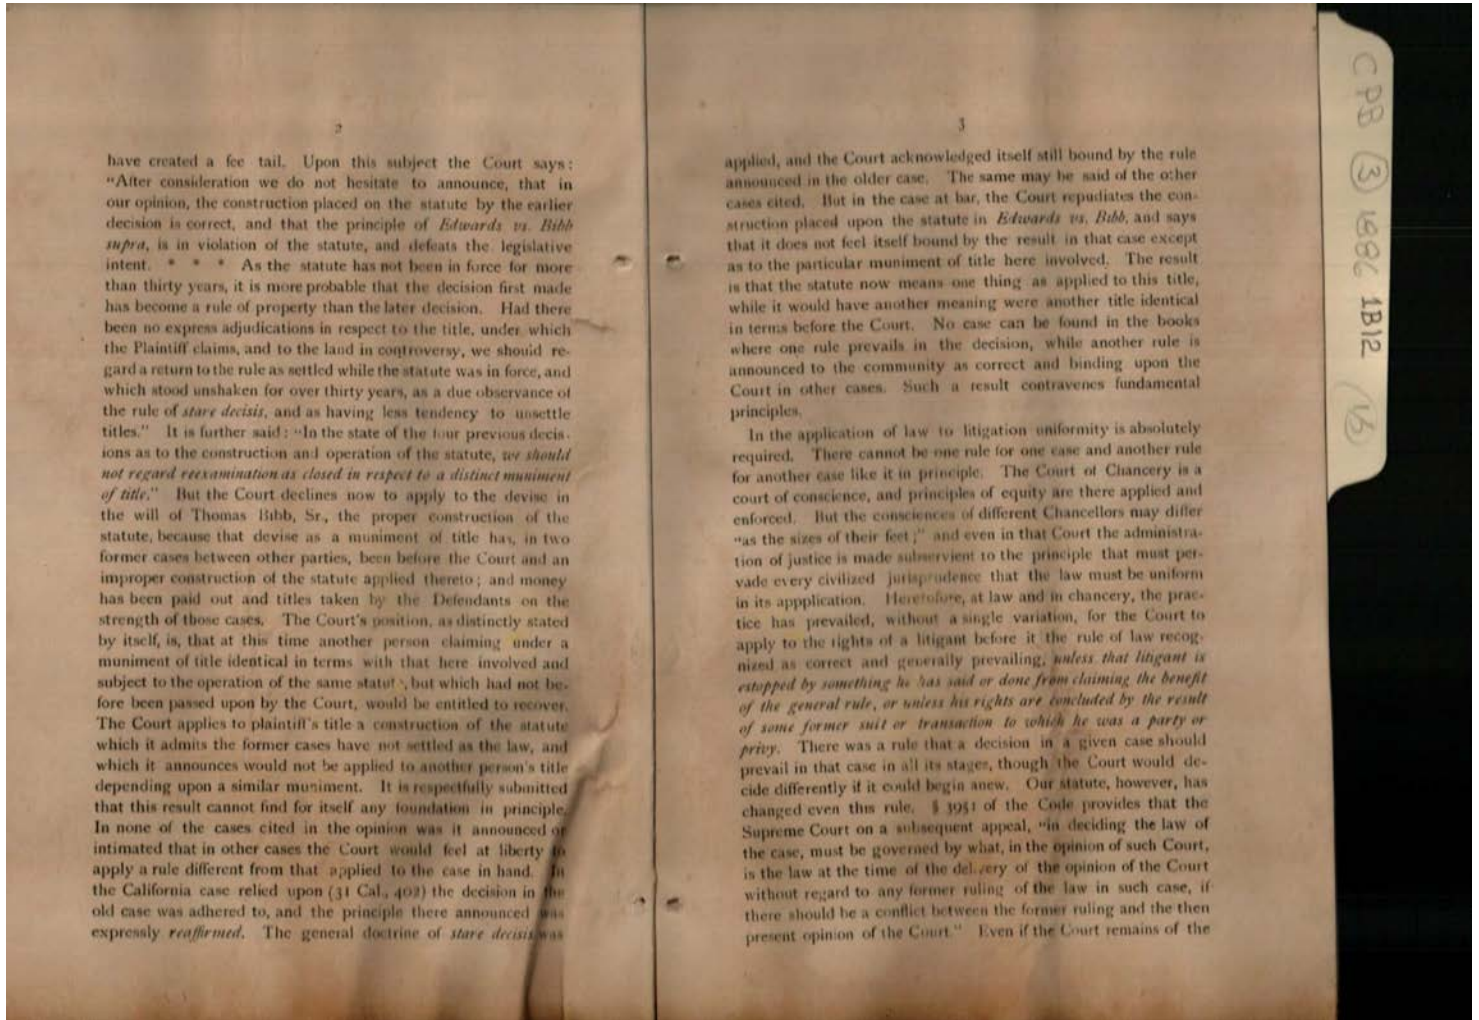 2
have created a fee tail. Upon this subject the Court says:
"After consideration we do not hesitate to announce, that in
our opinion, the construction placed on the statute by the earlier
decision is correct, and that the principle of Edwards vs. Bibb
supra, is in violation of the statute, and defeats the legislative
intent. * * * As the statute has not been in force for more
than thirty years, it is more probable that the decision first made
has become a rule of property than the later decision. Had there
been no express adjudications in respect to the title, under which
the Plaintiff claims, and to the land in controversy, we should re-
gard a return to the rule as settled while the statute was in force, and
which stood unshaken for over thirty years, as a due observance of
the rule of stare decisis, and as having less tendency to unsettle
titles." It is further said: "In the state of the four previous decis-
ions as to the construction and operation of the statute, we should
not regard reexamination as closed in respect to a distinct muniment
of title." But the Court declines now to apply to the devise in
the will of Thomas Bibb, Sr., the proper construction of the
statute, because that devise as a muniment of title has, in two
former cases between other parties, been before the Court and an
improper construction of the statute applied thereto; and money
has been paid out and titles taken by the Defendants on the
strength of those cases. The Court's position, as distinctly stated
by itself, is, that at this time another person claiming under a
muniment of title identical in terms with that here involved and
subject to the operation of the same statut, but which had not be-
fore been passed upon by the Court, would be entitled to recover.
The Court applies to plaintiff's title a construction of the statute
which it admits the former cases have not settled as the law, and
which it announces would not be applied to another person's title
depending upon a similar muniment. It is respectfully submitted
that this result cannot find for itself any foundation in principle.
In none of the cases cited in the opinion was it announced or
intimated that in other cases the Court would feel at liberty to
apply a rule different from that applied to the case in hand. In
the California case relied upon (31 Cal., 402) the decision in the
old case was adhered to, and the principle there announced was
expressly reaffirmed. The general doctrine of stare decisis was
3
applied, and the Court acknowledged itself still bound by the rule
announced in the older case. The same may be said of the other
cases cited. But in the case at bar, the Court repudiates the con-
struction placed upon the statute in Edwards vs. Bibb, and says
that it does not feel itself bound by the result in that case except
as to the particular muniment of title here involved. The result
is that the statute now means one thing as applied to this title,
while it would have another meaning were another title identical
in terms before the Court. No case can be found in the books
where one rule prevails in the decision, while another rule is
announced to the community as correct and binding upon the
Court in other cases. Such a result contravenes fundamental
principles.
In the application of law to litigation uniformity is absolutely
required. There cannot be one rule for one case and another rule
for another case like it in principle. The Court of Chancery is a
court of conscience, and principles of equity are there applied and
enforced. But the consciences of different Chancellors may differ
"as the sizes of their feet;" and even in that Court the administra-
tion of justice is made subservient to the principle that must per-
vade every civilized jurisprudence that the law must be uniform
in its appplication. Heretofore, at law and in chancery, the prac-
tice has prevailed, without a single variation, for the Court to
apply to the rights of a litigant before it the rule of law recog-
nized as correct and generally prevailing, unless that litigant is
estopped by something he has said or done from claiming the benefit
of the general rule, or unless his rights are concluded by the result
of some former suit or transaction to which he was a party or
privy. There was a rule that a decision in a given case should
prevail in that case in all its stages, though the Court would de-
cide differently if it could begin anew. Our statute, however, has
changed even this rule. § 3951 of the Code provides that the
Supreme Court on a subsequent appeal, "in deciding the law of
the case, must be governed by what, in the opinion of such Court,
is the law at the time of the delivery of the opinion of the Court
without regard to any former ruling of the law in such case, if
there should be a conflict between the former ruling and the then
present opinion of the Court." Even if the Court remains of the
CPB 3 1886 1B12